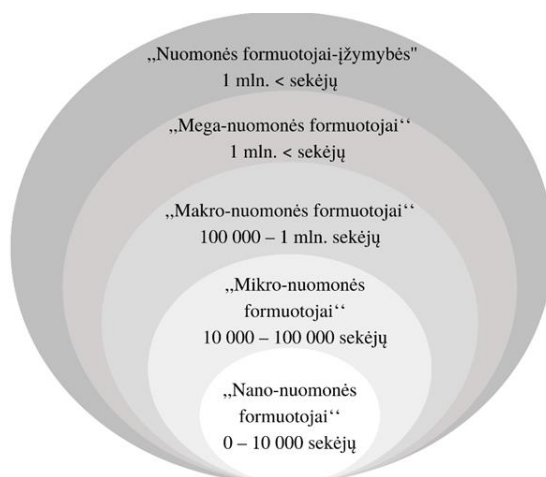 ,,Nuomonės formuotojai-įžymybės"
1 mln. < sekėjų
,,Mega-nuomonės formuotojai‘‘
1 mln. < sekėjų
,,Makro-nuomonės formuotojai‘‘
100 000 – 1 mln. sekėjų
,,Mikro-nuomonės
formuotojai‘‘
10 000 – 100 000 sekėjų
,,Nano-nuomonės
formuotojai‘‘
0 – 10 000 sekėjų